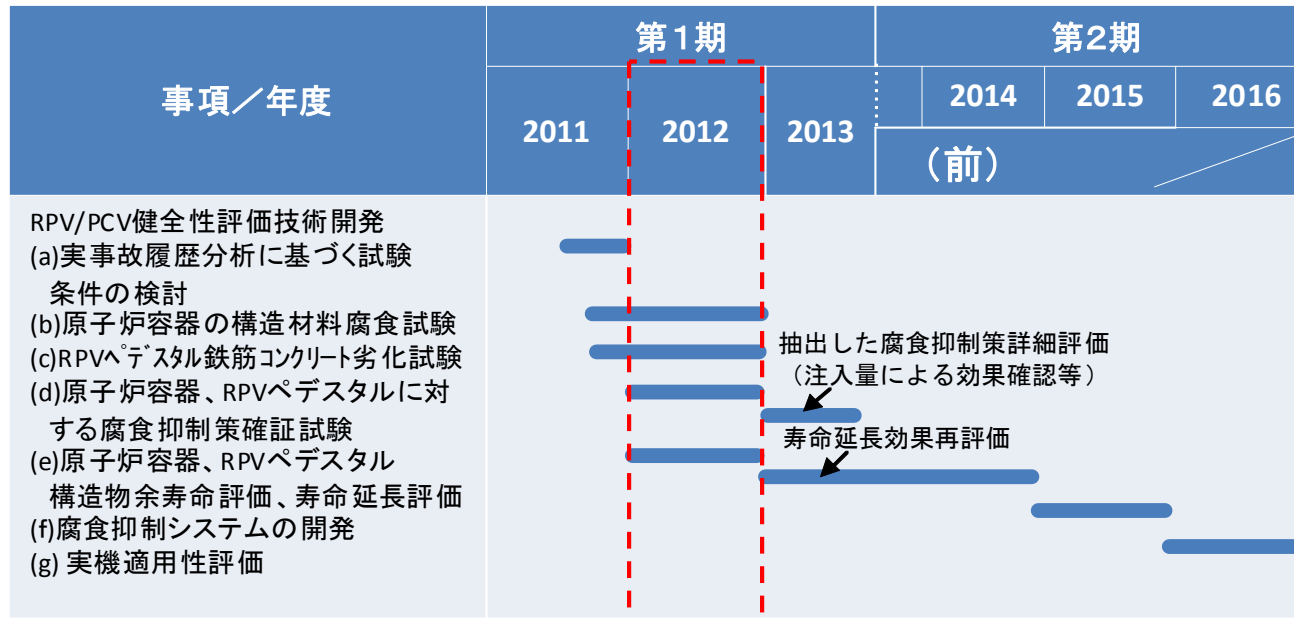 事項／年度
第１期
第２期
2011
2012
2013
2014
2015
2016
（前）
RPV/PCV健全性評価技術開発
(a)実事故履歴分析に基づく試験
条件の検討
(b)原子炉容器の構造材料腐食試験
(c)RPVﾍﾟﾃﾞｽﾀﾙ鉄筋ｺﾝｸﾘｰﾄ劣化試験
(d)原子炉容器、RPVペデスタルに対
する腐食抑制策確証試験
(e)原子炉容器、RPVペデスタル
構造物余寿命評価、寿命延長評価
(f)腐食抑制システムの開発
(g) 実機適用性評価
抽出した腐食抑制策詳細評価
（注入量による効果確認等）
寿命延長効果再評価